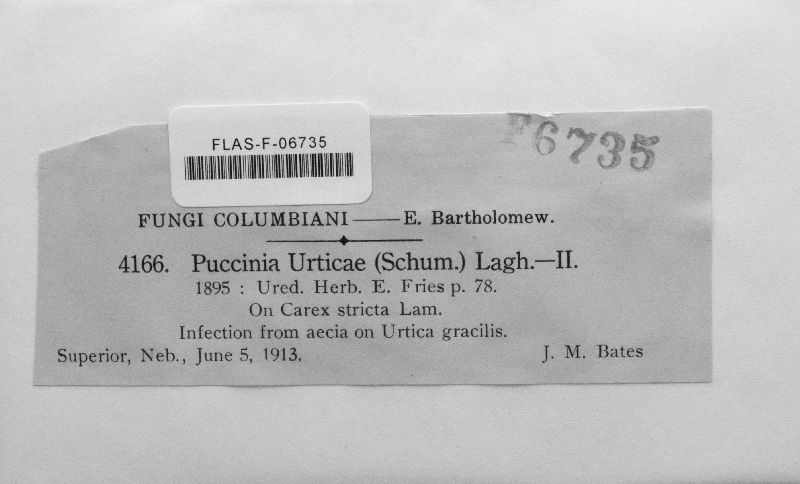 FLAS-F-06735
F6735
FUNGI COLUMBIANI——E. Bartholomew.
4166. Puccinia Urticae (Schum.) Lagh.—II.
1895 : Ured. Herb. E. Fries p. 78.
On Carex stricta Lam.
Infection from aecia on Urtica gracilis.
Superior, Neb., June 5, 1913. J. M. Bates